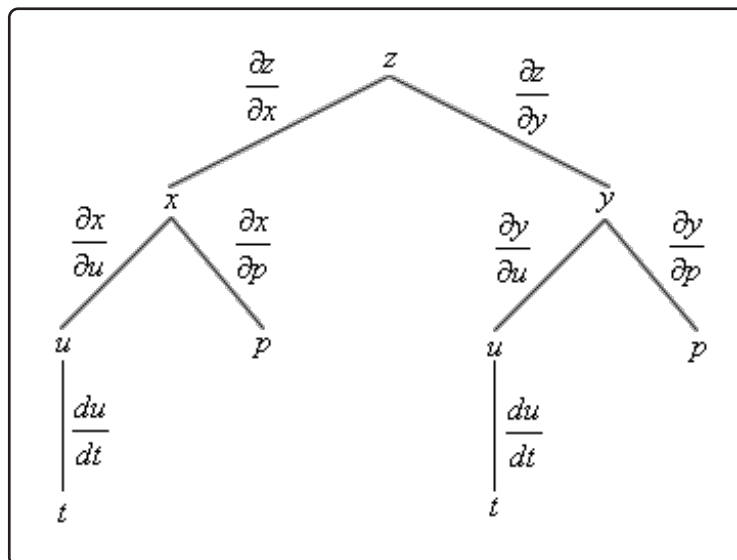 z
∂z/∂x
∂z/∂y
x
y
∂x/∂u
∂x/∂p
∂y/∂u
∂y/∂p
u
p
u
p
du/dt
du/dt
t
t